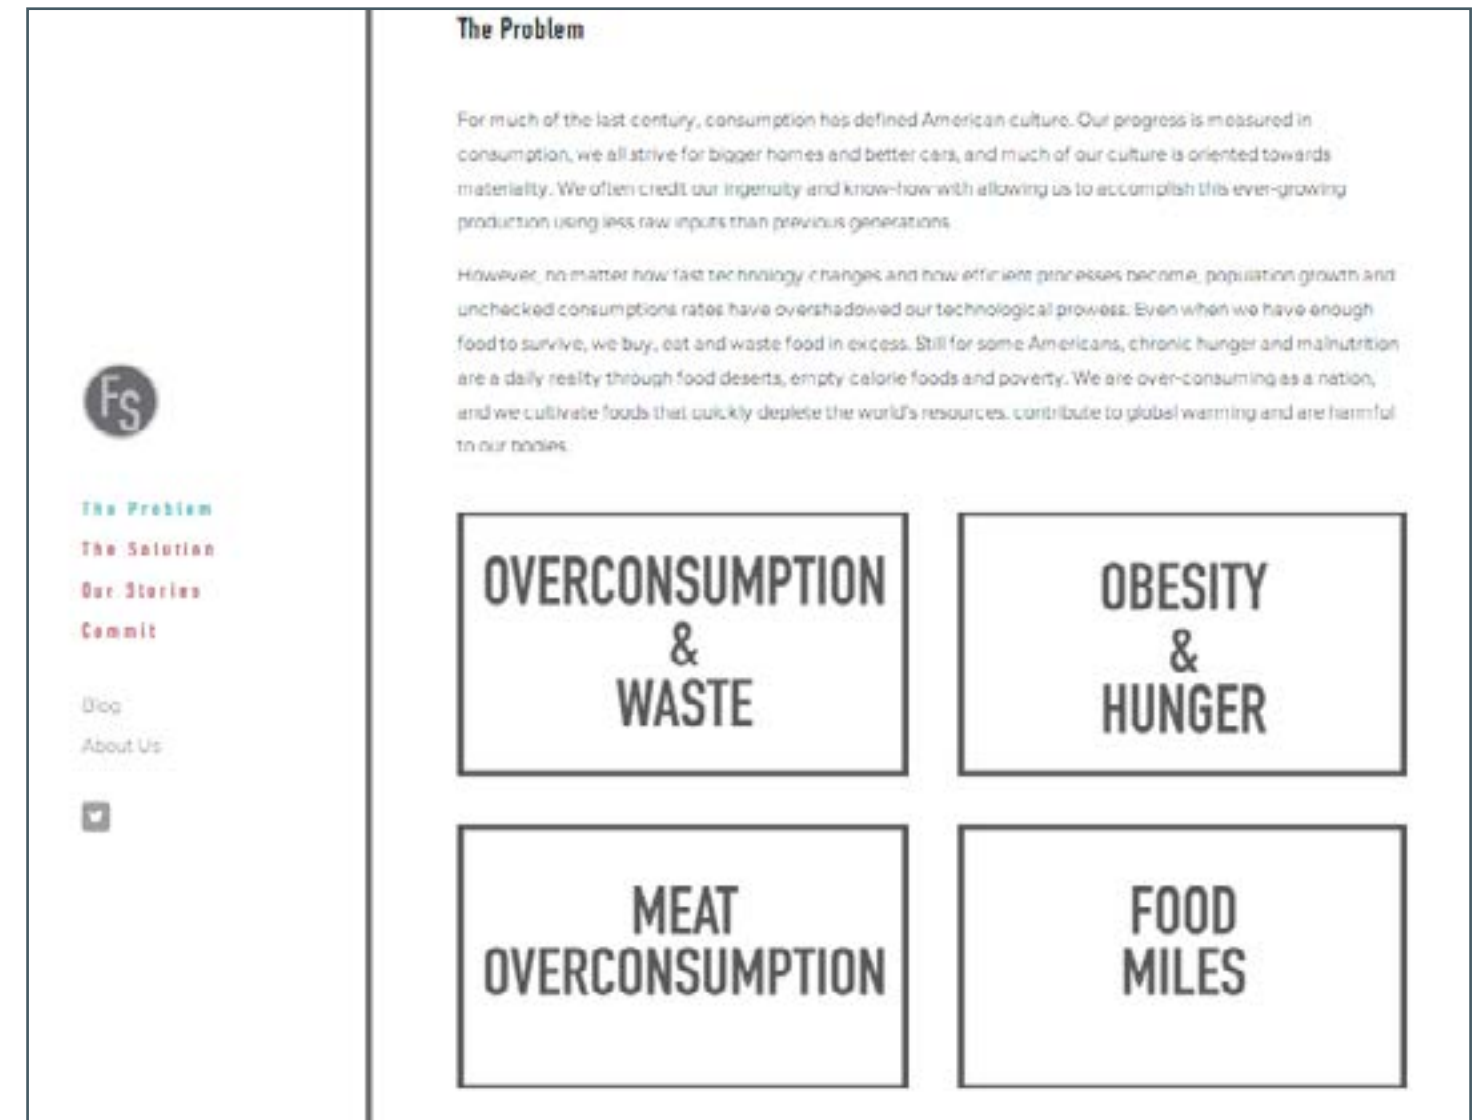 The Problem
For much of the last century, consumption has defined American culture. Our progress is measured in
consumption, we all strive for bigger homes and better cars, and much of our culture is oriented towards
materiality. We often credit our ingenuity and know-how with allowing us to accomplish this ever-growing
production using less raw inputs than previous generations.
However, no matter how fast technology changes and how efficient processes become, population growth and
unchecked consumptions rates have overshadowed our technological prowess. Even when we have enough
food to survive, we buy, eat and waste food in excess. Still for some Americans, chronic hunger and malnutrition
are a daily reality through food deserts, empty calorie foods and poverty. We are over-consuming as a nation,
and we cultivate foods that quickly deplete the world's resources, contribute to global warming and are harmful
to our bodies.
FS
The Problem
The Solution
Our Stories
Commit
Blog
About Us
OVERCONSUMPTION
&
WASTE
OBESITY
&
HUNGER
MEAT
OVERCONSUMPTION
FOOD
MILES